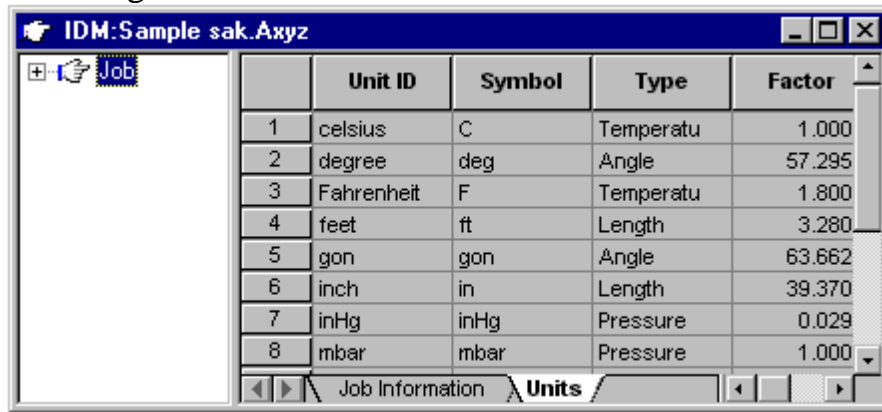 IDM:Sample sak.Axyz
Job
Unit ID Symbol Type Factor
1 celsius C Temperatu 1.000
2 degree deg Angle 57.295
3 Fahrenheit F Temperatu 1.800
4 feet ft Length 3.280
5 gon gon Angle 63.662
6 inch in Length 39.370
7 inHg inHg Pressure 0.029
8 mbar mbar Pressure 1.000
Job Information Units